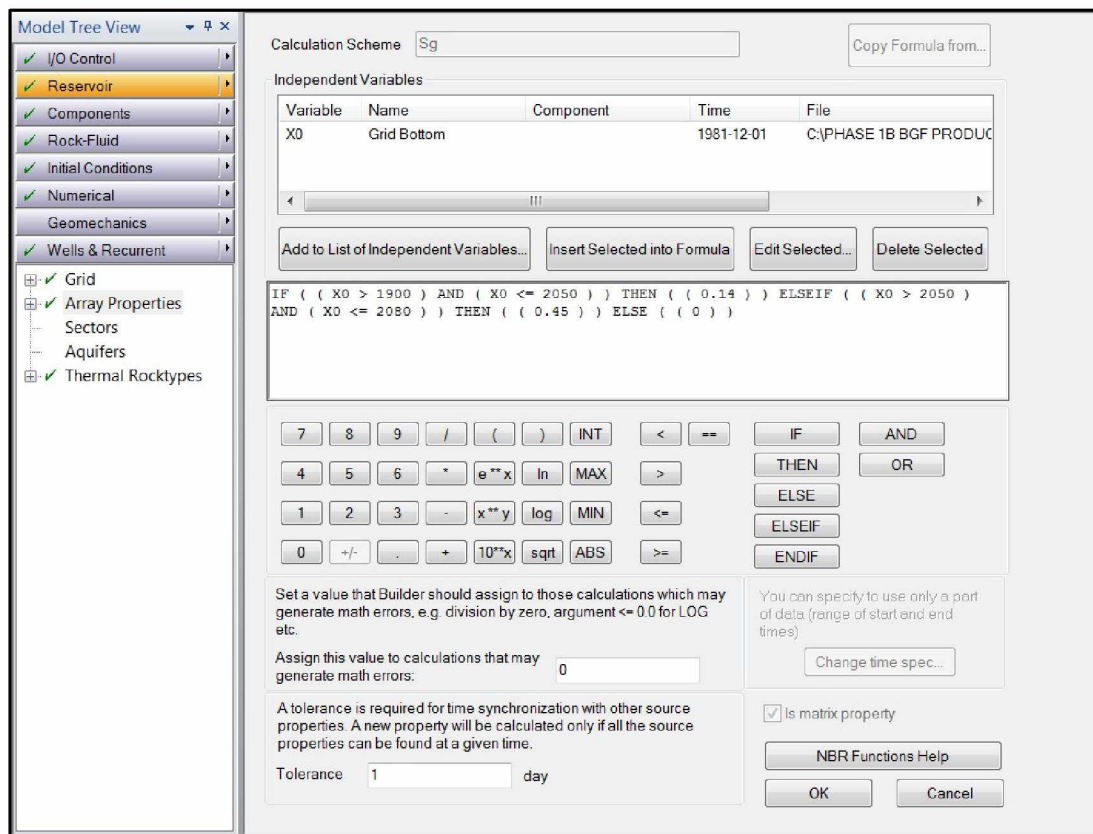 Model Tree View
I/O Control
Reservoir
Components
Rock-Fluid
Initial Conditions
Numerical
Geomechanics
Wells & Recurrent
Grid
Array Properties
Sectors
Aquifers
Thermal Rocktypes
Calculation Scheme Sg
Copy Formula from...
Independent Variables
Variable Name Component Time File
X0 Grid Bottom 1981-12-01 C:\PHASE 1B BGF PRODUC
Add to List of Independent Variables... Insert Selected into Formula Edit Selected... Delete Selected
IF ( ( X0 > 1900 ) AND ( X0 <= 2050 ) ) THEN ( ( 0.14 ) ) ELSEIF ( ( X0 > 2050 )
AND ( X0 <= 2080 ) ) THEN ( ( 0.45 ) ) ELSE ( ( 0 ) )
7 8 9 / ( ) INT < == IF AND
4 5 6 * e ** x ln MAX > THEN OR
ELSE
1 2 3 - x ** y log MIN <= ELSEIF
0 +/- . + 10**x sqrt ABS >= ENDIF
Set a value that Builder should assign to those calculations which may
generate math errors, e.g. division by zero, argument <= 0.0 for LOG
etc.
Assign this value to calculations that may
generate math errors: 0
You can specify to use only a part
of data (range of start and end
times)
Change time spec...
A tolerance is required for time synchronization with other source
properties. A new property will be calculated only if all the source
properties can be found at a given time.
Tolerance 1 day
Is matrix property
NBR Functions Help
OK Cancel